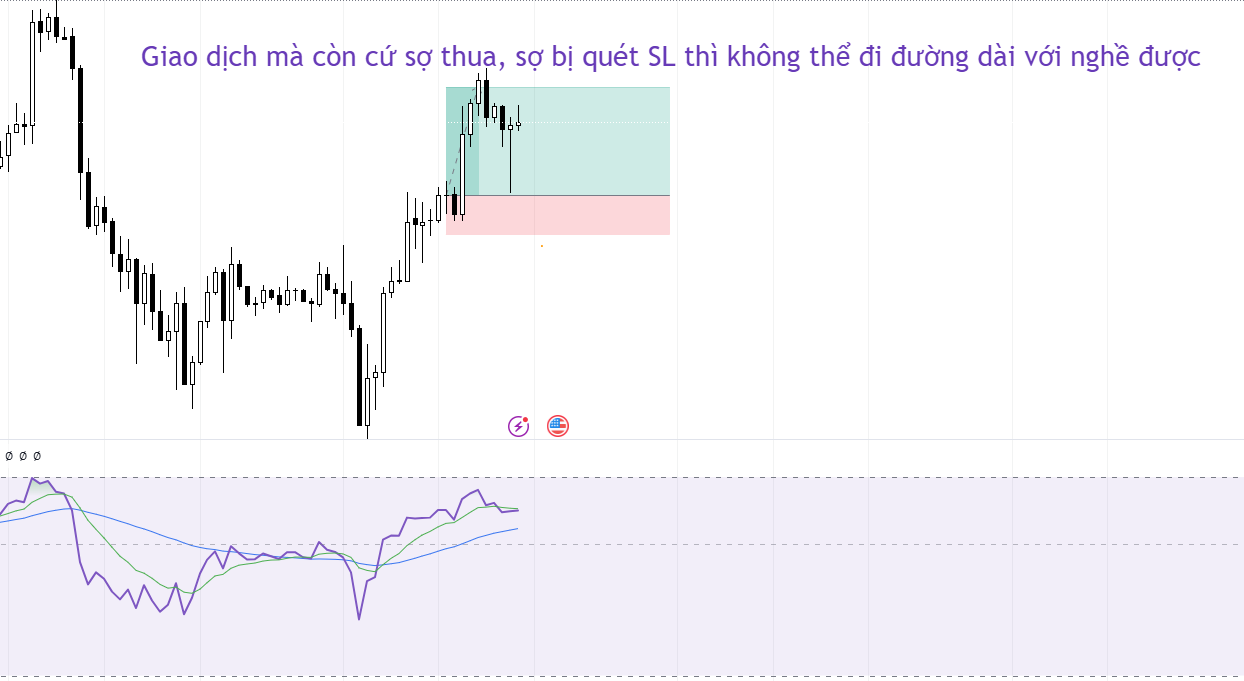 Giao dịch mà còn cứ sợ thua, sợ bị quét SL thì không thể đi đường dài với nghề được
Ø Ø Ø